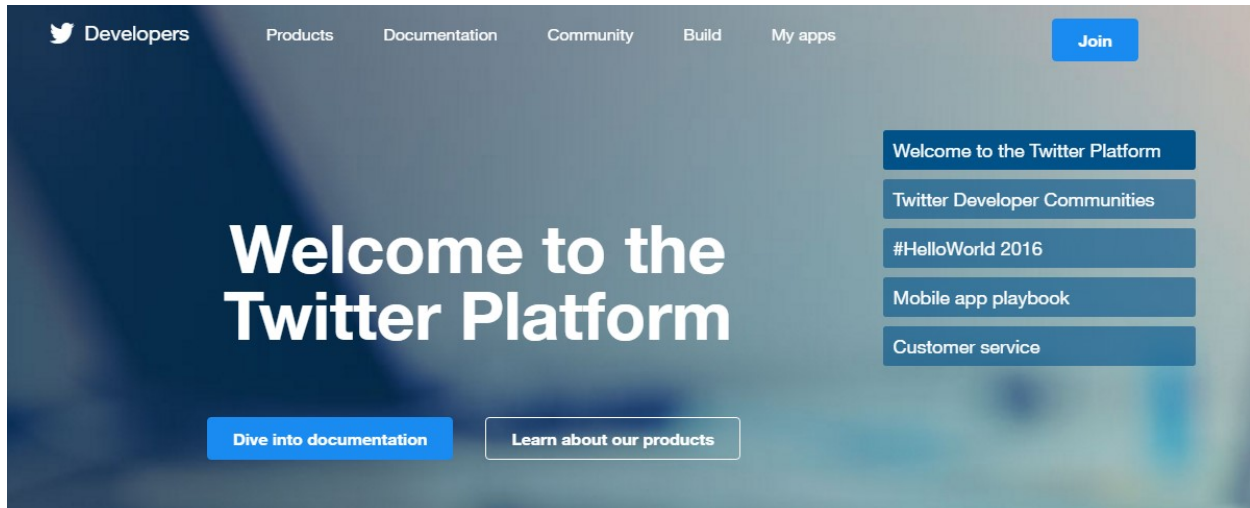 Developers
Products
Documentation
Community
Build
My apps
Join
Welcome to the Twitter Platform
Twitter Developer Communities
#HelloWorld 2016
Mobile app playbook
Customer service
Welcome to the
Twitter Platform
Dive into documentation
Learn about our products